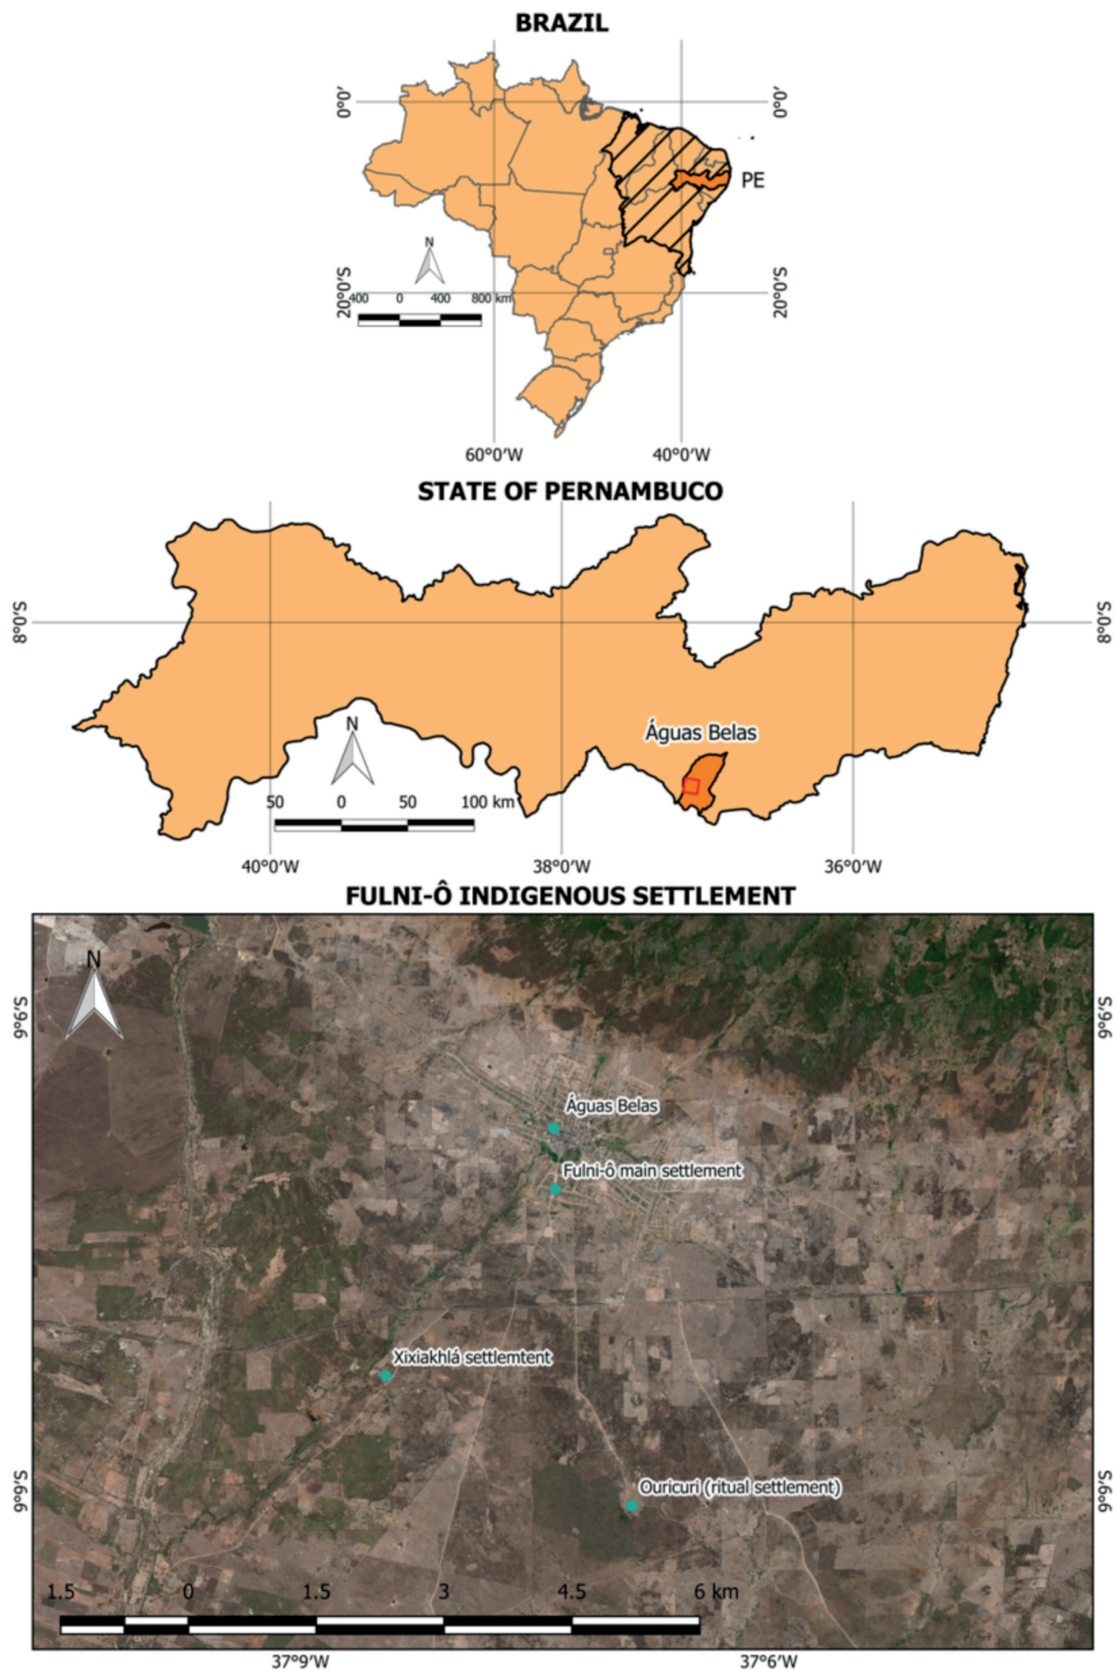 BRAZIL
0°0′
0°0′
PE
N
400 0 400 800 km
20°0′S
20°0′S
60°0′W 40°0′W
STATE OF PERNAMBUCO
8°0′S
8°0′S
Águas Belas
N
50 0 50 100 km
40°0′W 38°0′W 36°0′W
FULNI-Ô INDIGENOUS SETTLEMENT
N
9°6′S
9°6′S
Águas Belas
Fulni-ô main settlement
Xixiakhlá settlemtent
Ouricuri (ritual settlement)
9°9′S
9°9′S
1.5 0 1.5 3 4.5 6 km
37°9′W 37°6′W